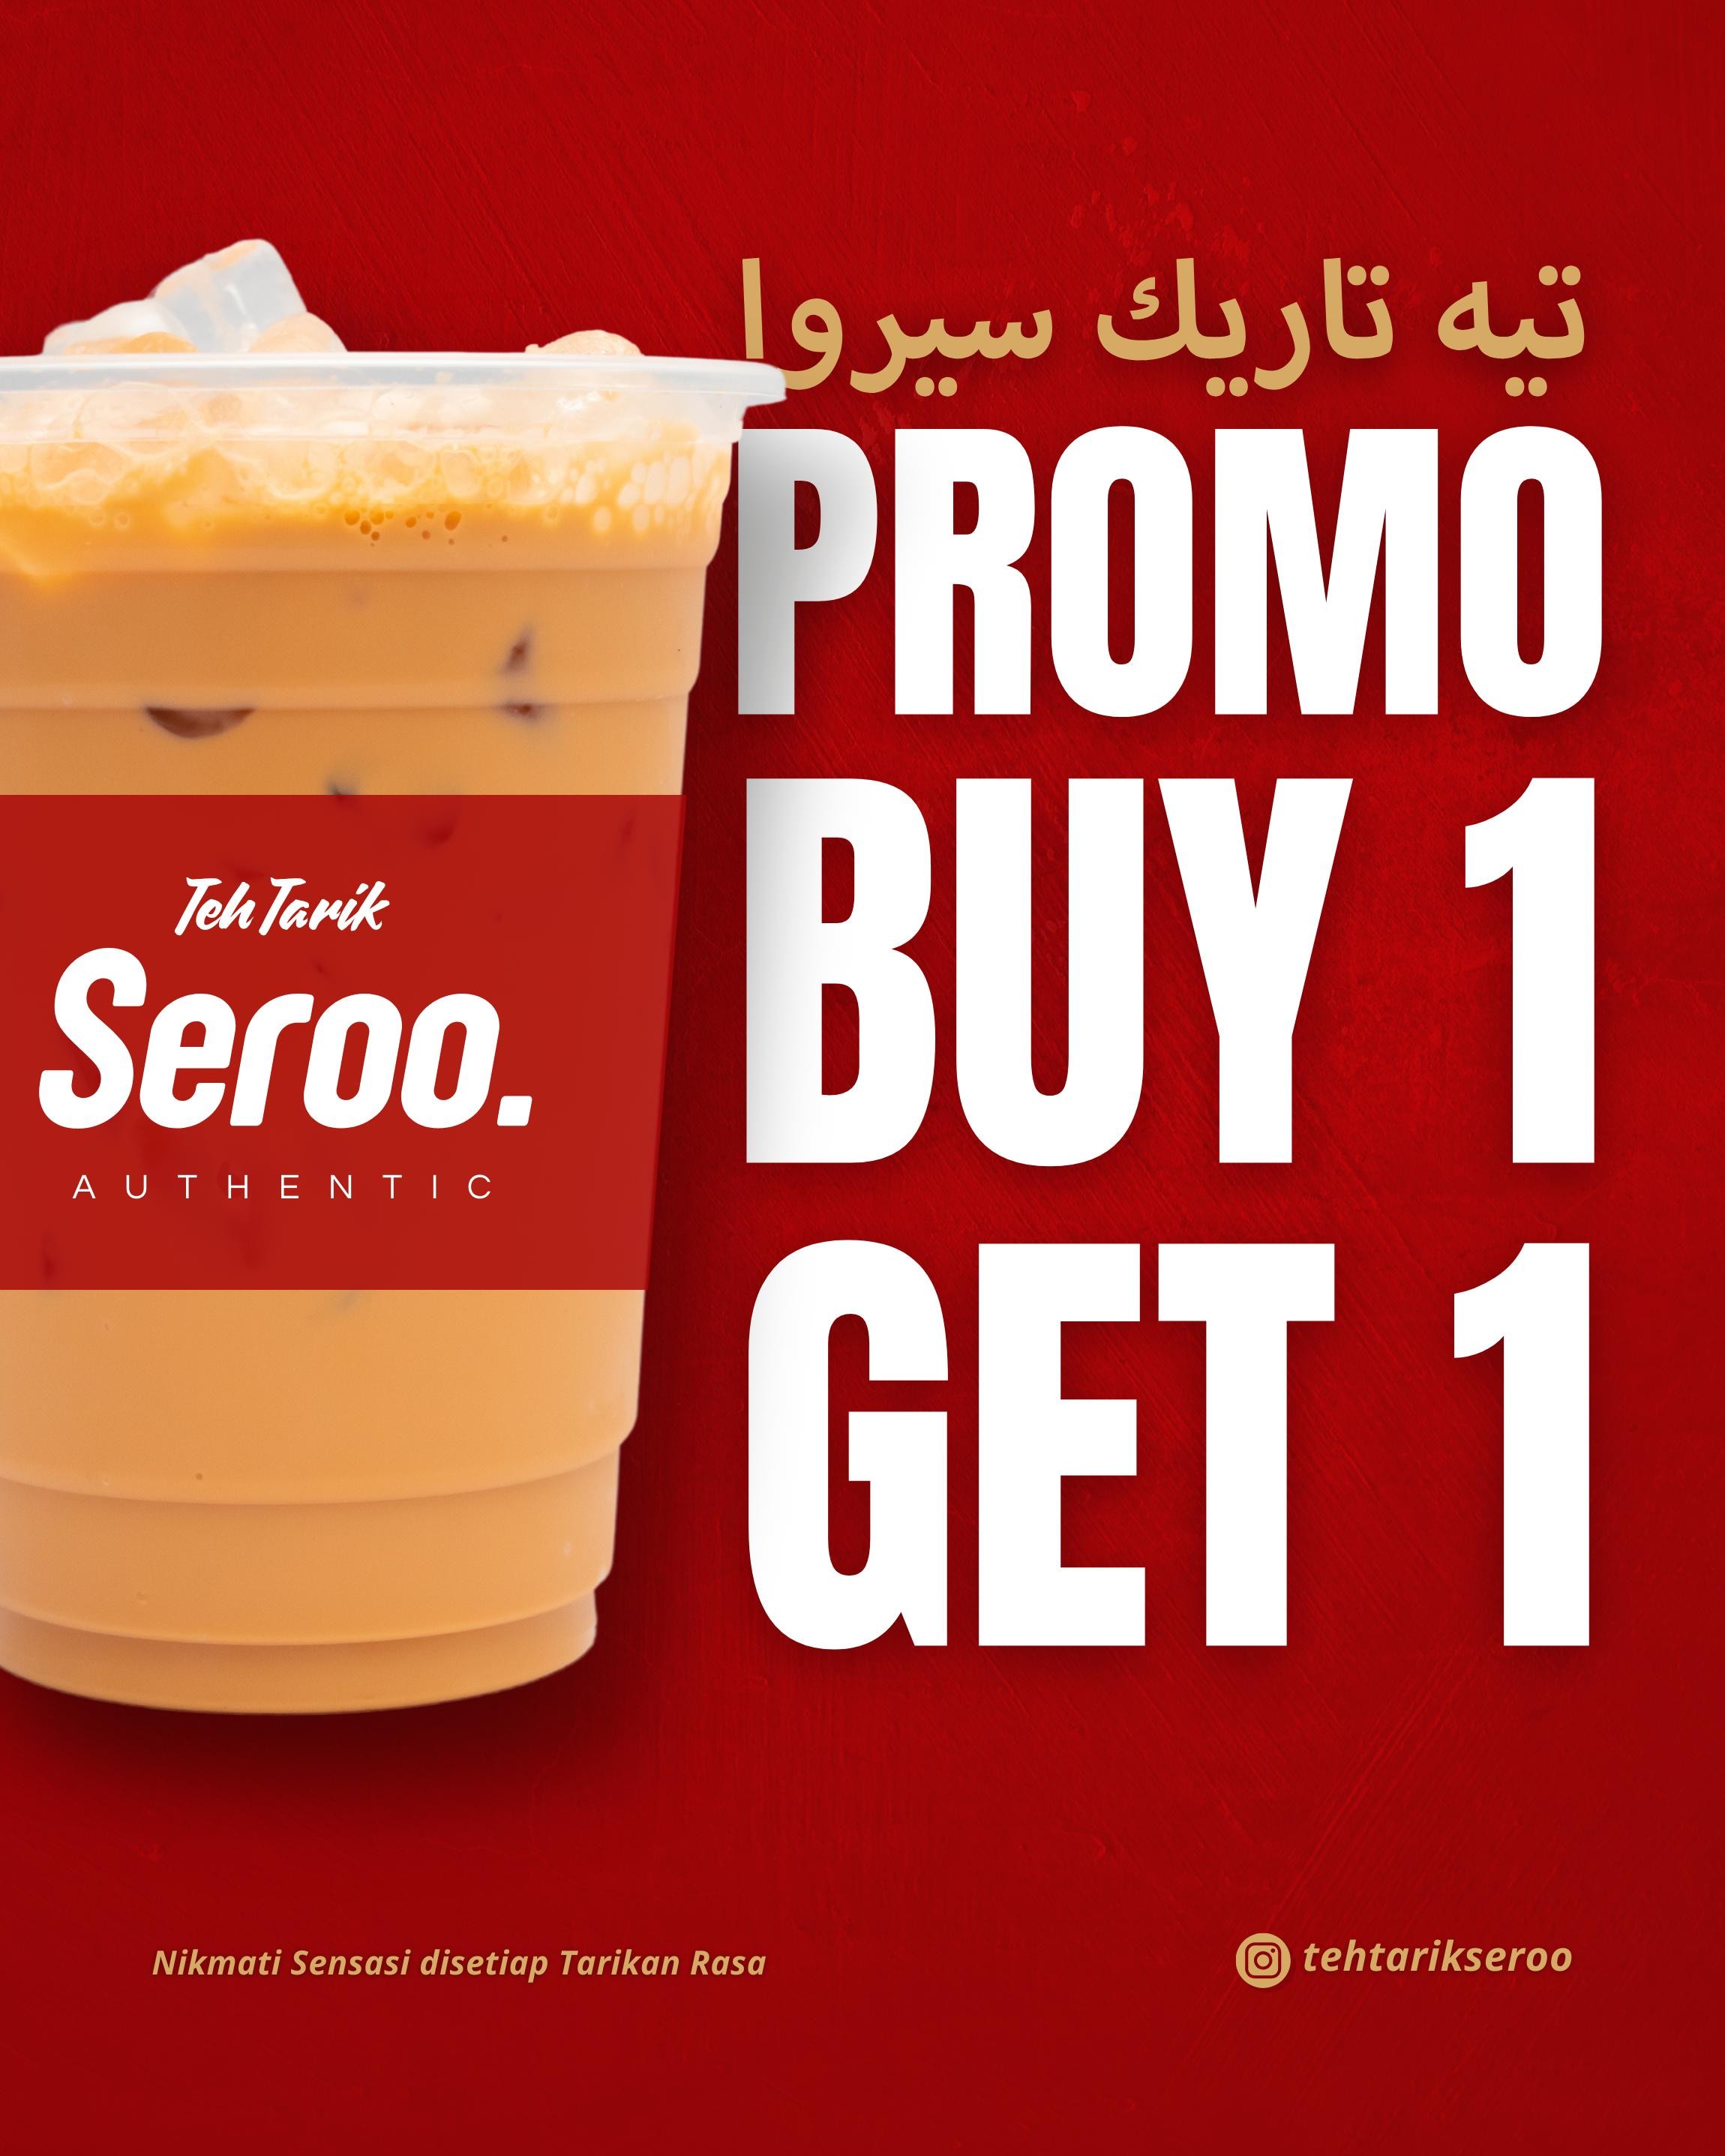 تيه تاريك سيروا
PROMO
BUY 1
GET 1
Teh Tarik
Seroo.
AUTHENTIC
Nikmati Sensasi disetiap Tarikan Rasa
tehtarikseroo